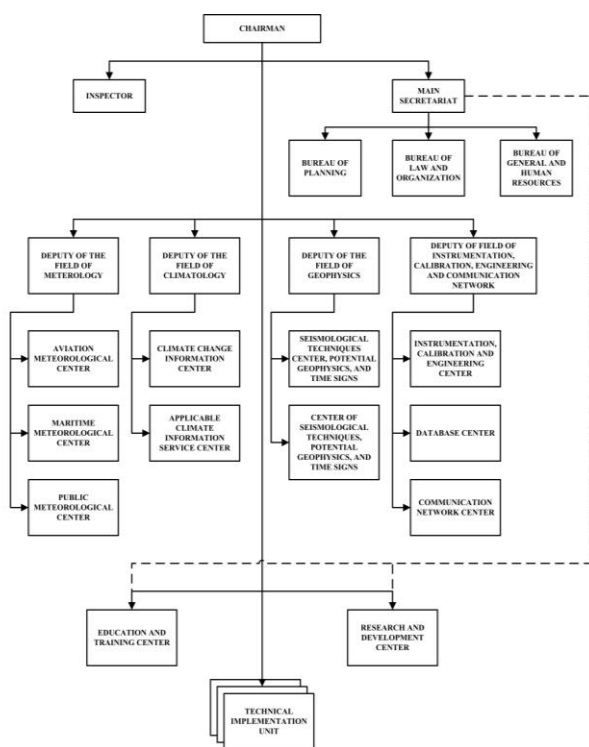 CHAIRMAN
INSPECTOR
MAIN
SECRETARIAT
BUREAU OF
PLANNING
BUREAU OF
LAW AND
ORGANIZATION
BUREAU OF
GENERAL AND
HUMAN
RESOURCES
DEPUTY OF THE
FIELD OF
METEROLOGY
DEPUTY OF THE
FIELD OF
CLIMATOLOGY
DEPUTY OF THE
FIELD OF
GEOPHYSICS
DEPUTY OF FIELD OF
INSTRUMENTATION,
CALIBRATION, ENGINEERING
AND COMMUNICATION
NETWORK
AVIATION
METEOROLOGICAL
CENTER
CLIMATE CHANGE
INFORMATION
CENTER
SEISMOLOGICAL
TECHNIQUES
CENTER, POTENTIAL
GEOPHYSICS, AND
TIME SIGNS
INSTRUMENTATION,
CALIBRATION AND
ENGINEERING
CENTER
MARITIME
METEOROLOGICAL
CENTER
APPLICABLE
CLIMATE
INFORMATION
SERVICE CENTER
CENTER OF
SEISMOLOGICAL
TECHNIQUES,
POTENTIAL
GEOPHYSICS, AND
TIME SIGNS
DATABASE CENTER
PUBLIC
METEOROLOGICAL
CENTER
COMMUNICATION
NETWORK CENTER
EDUCATION AND
TRAINING CENTER
RESEARCH AND
DEVELOPMENT
CENTER
TECHNICAL
IMPLEMENTATION
UNIT